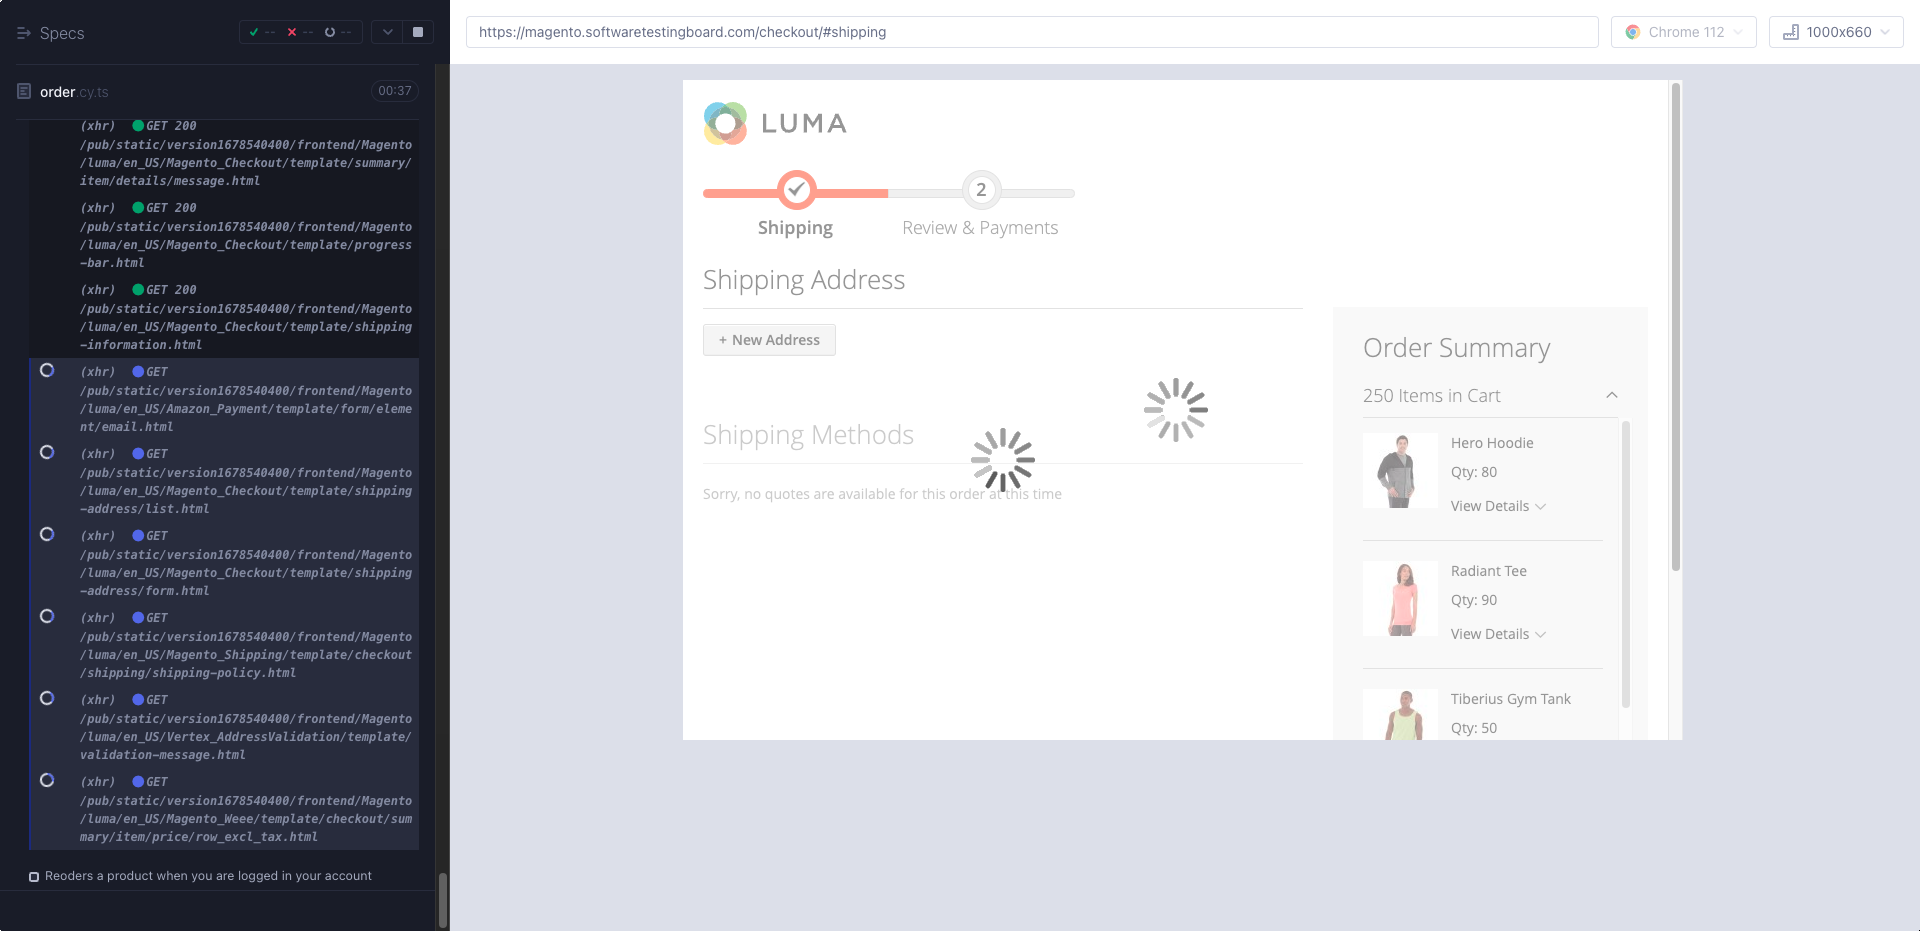 Specs
-- -- --
order.cy.ts
00:37
(xhr) GET 200
/pub/static/version1678540400/frontend/Magento
/luma/en_US/Magento_Checkout/template/summary/
item/details/message.html
(xhr) GET 200
/pub/static/version1678540400/frontend/Magento
/luma/en_US/Magento_Checkout/template/progress
-bar.html
(xhr) GET 200
/pub/static/version1678540400/frontend/Magento
/luma/en_US/Magento_Checkout/template/shipping
-information.html
(xhr) GET
/pub/static/version1678540400/frontend/Magento
/luma/en_US/Amazon_Payment/template/form/eleme
nt/email.html
(xhr) GET
/pub/static/version1678540400/frontend/Magento
/luma/en_US/Magento_Checkout/template/shipping
-address/list.html
(xhr) GET
/pub/static/version1678540400/frontend/Magento
/luma/en_US/Magento_Checkout/template/shipping
-address/form.html
(xhr) GET
/pub/static/version1678540400/frontend/Magento
/luma/en_US/Magento_Shipping/template/checkout
/shipping/shipping-policy.html
(xhr) GET
/pub/static/version1678540400/frontend/Magento
/luma/en_US/Vertex_AddressValidation/template/
validation-message.html
(xhr) GET
/pub/static/version1678540400/frontend/Magento
/luma/en_US/Magento_Weee/template/checkout/sum
mary/item/price/row_excl_tax.html
Reoders a product when you are logged in your account
https://magento.softwaretestingboard.com/checkout/#shipping
Chrome 112
1000x660
LUMA
2
Shipping
Review & Payments
Shipping Address
+ New Address
Shipping Methods
Sorry, no quotes are available for this order at this time
Order Summary
250 Items in Cart
Hero Hoodie
Qty: 80
View Details
Radiant Tee
Qty: 90
View Details
Tiberius Gym Tank
Qty: 50